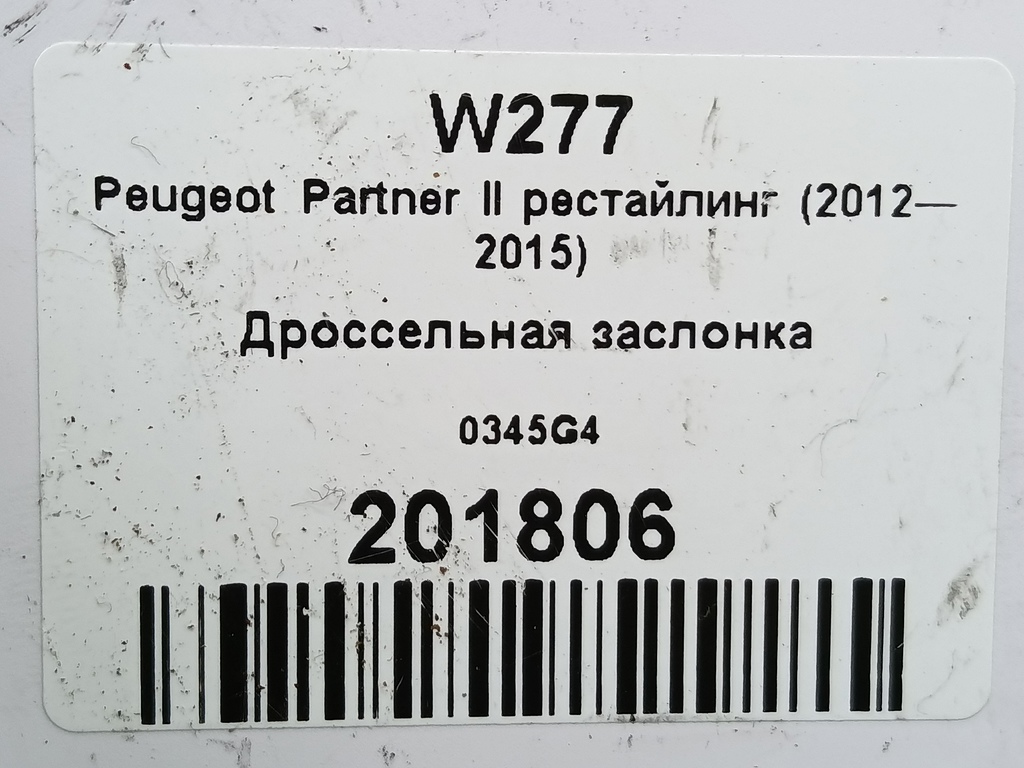 W277
Peugeot Partner II рестайлинг (2012—
2015)
Дроссельная заслонка
0345G4
201806